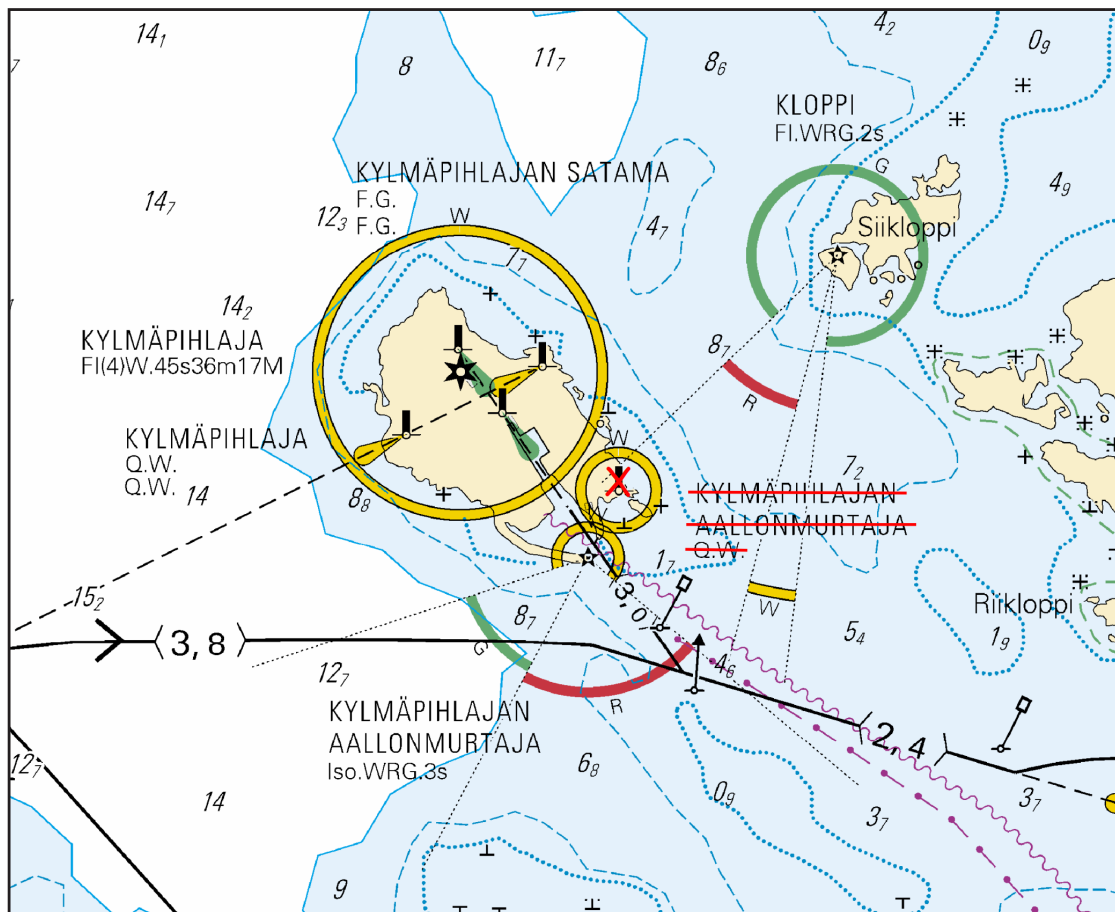 14₁
8
11₇
8₆
4₂
0₉
7
KLOPPI
Fl.WRG.2s
G
KYLMÄPIHLAJAN SATAMA
F.G.
F.G.
14₇
12₃
W
4₇
4₉
Siikloppi
7₁
14₂
KYLMÄPIHLAJA
Fl(4)W.45s36m17M
8₇
R
KYLMÄPIHLAJA
Q.W.
Q.W.
14
8₈
W
7₂
KYLMÄPIHLAJAN
AALLONMURTAJA
Q.W.
W
1₇
15₂
3,0
8₇
W
Riikloppi
1₉
5₄
3,8
G
12₇
4₆
R
KYLMÄPIHLAJAN
AALLONMURTAJA
Iso.WRG.3s
2,4
12₇
14
6₈
0₉
3₇
3₇
9